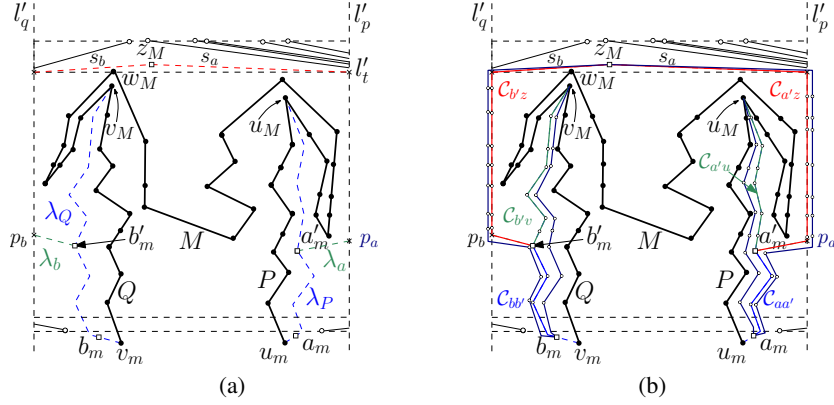 l'_q
l'_p
z_M
s_b
s_a
w_M
l'_t
v_M
u_M
λ_Q
p_b
b'_m
M
a'_m
p_a
λ_b
λ_a
Q
P
λ_P
b_m
v_m
u_m
a_m
(a)
l'_q
l'_p
z_M
s_b
s_a
w_M
C_{b'z}
C_{a'z}
v_M
u_M
C_{a'u}
C_{b'v}
p_b
b'_m
M
a'_m
p_a
C_{bb'}
Q
P
C_{aa'}
b_m
v_m
u_m
a_m
(b)